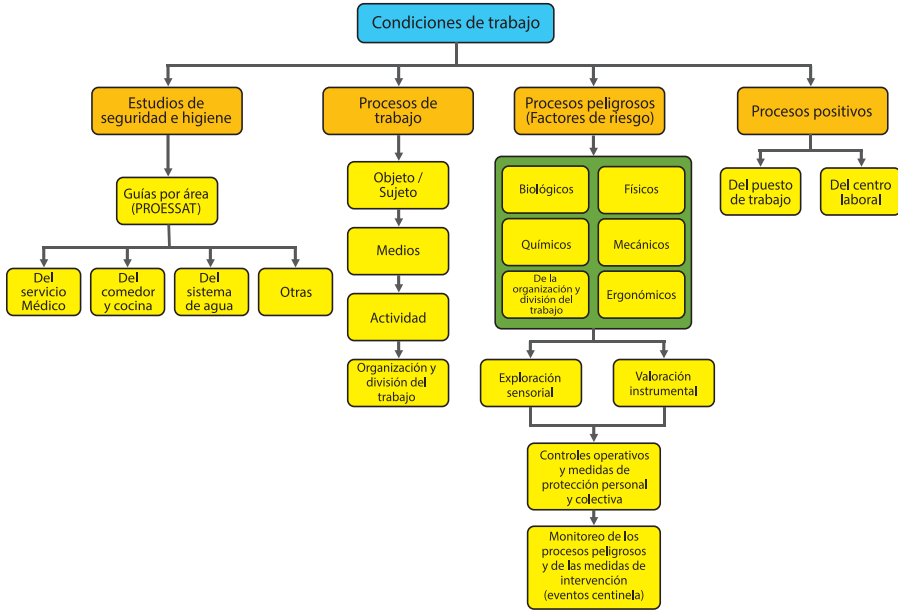 Condiciones de trabajo
Estudios de
seguridad e higiene
Procesos de
trabajo
Procesos peligrosos
(Factores de riesgo)
Procesos positivos
Guías por área
(PROESSAT)
Del
servicio
Médico
Del
comedor
y cocina
Del
sistema
de agua
Otras
Objeto /
Sujeto
Medios
Actividad
Organización y
división del
trabajo
Biológicos
Físicos
Químicos
Mecánicos
De la
organización y
división del
trabajo
Ergonómicos
Exploración
sensorial
Valoración
instrumental
Controles operativos
y medidas de
protección personal
y colectiva
Monitoreo de los
procesos peligrosos
y de las medidas de
intervención
(eventos centinela)
Del puesto
de trabajo
Del centro
laboral